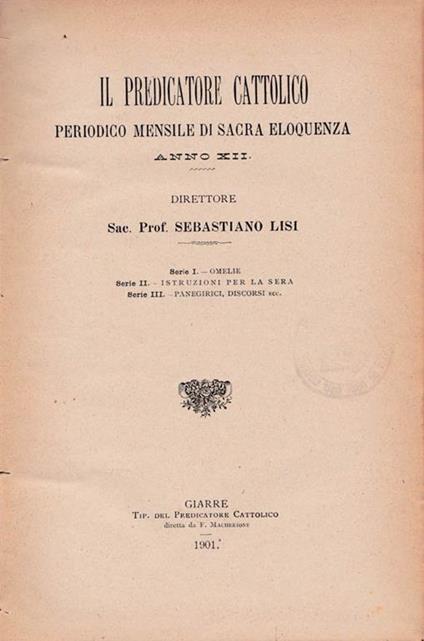 IL PREDICATORE CATTOLICO
PERIODICO MENSILE DI SACRA ELOQUENZA
ANNO XII.
DIRETTORE
Sac. Prof. SEBASTIANO LISI
Serie I. – OMELIE
Serie II. – ISTRUZIONI PER LA SERA
Serie III. – PANEGIRICI, DISCORSI ecc.
GIARRE
TIP. DEL PREDICATORE CATTOLICO
diretta da F. MACHERIONE
1901.